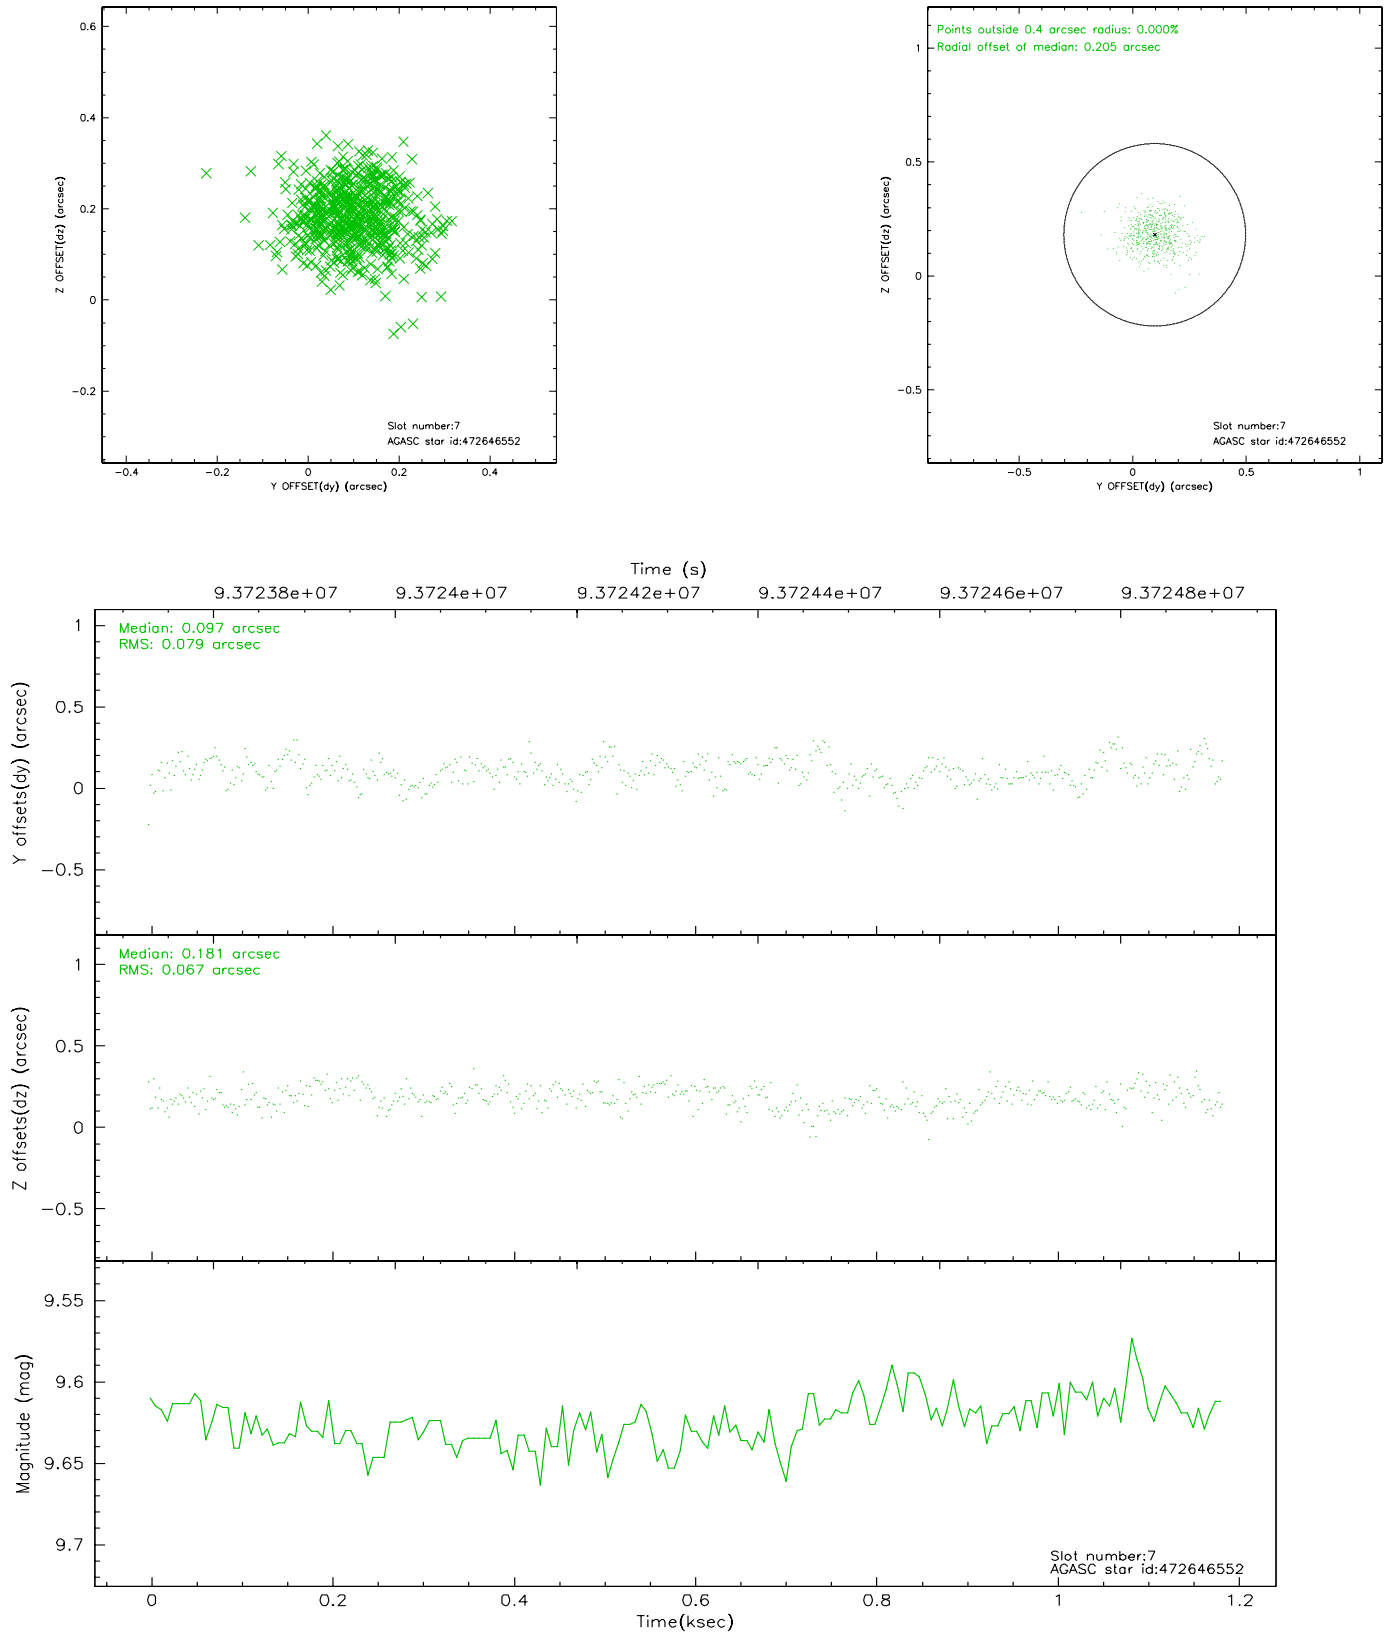 0.6
0.4
0.2
0
−0.2
Z OFFSET(dz) (arcsec)
Slot number:7
AGASC star id:472646552
−0.4 −0.2 0 0.2 0.4
Y OFFSET(dy) (arcsec)
Points outside 0.4 arcsec radius: 0.000%
Radial offset of median: 0.205 arcsec
1
0.5
0
−0.5
Z OFFSET(dz) (arcsec)
Slot number:7
AGASC star id:472646552
−0.5 0 0.5 1
Y OFFSET(dy) (arcsec)
Time (s)
9.37238e+07 9.3724e+07 9.37242e+07 9.37244e+07 9.37246e+07 9.37248e+07
Median: 0.097 arcsec
RMS: 0.079 arcsec
1
0.5
0
−0.5
Y offsets(dy) (arcsec)
Median: 0.181 arcsec
RMS: 0.067 arcsec
1
0.5
0
−0.5
Z offsets(dz) (arcsec)
9.55
9.6
9.65
9.7
Magnitude (mag)
Slot number:7
AGASC star id:472646552
0 0.2 0.4 0.6 0.8 1 1.2
Time(ksec)